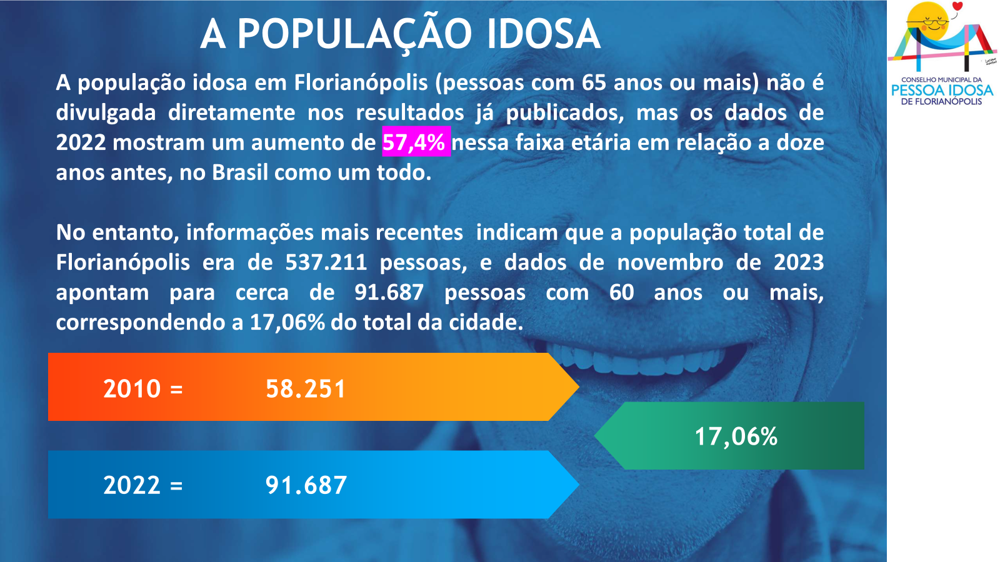 A POPULAÇÃO IDOSA
A população idosa em Florianópolis (pessoas com 65 anos ou mais) não é
divulgada diretamente nos resultados já publicados, mas os dados de
2022 mostram um aumento de 57,4% nessa faixa etária em relação a doze
anos antes, no Brasil como um todo.
No entanto, informações mais recentes indicam que a população total de
Florianópolis era de 537.211 pessoas, e dados de novembro de 2023
apontam para cerca de 91.687 pessoas com 60 anos ou mais,
correspondendo a 17,06% do total da cidade.
2010 = 58.251
17,06%
2022 = 91.687
CONSELHO MUNICIPAL DA
PESSOA IDOSA
DE FLORIANÓPOLIS